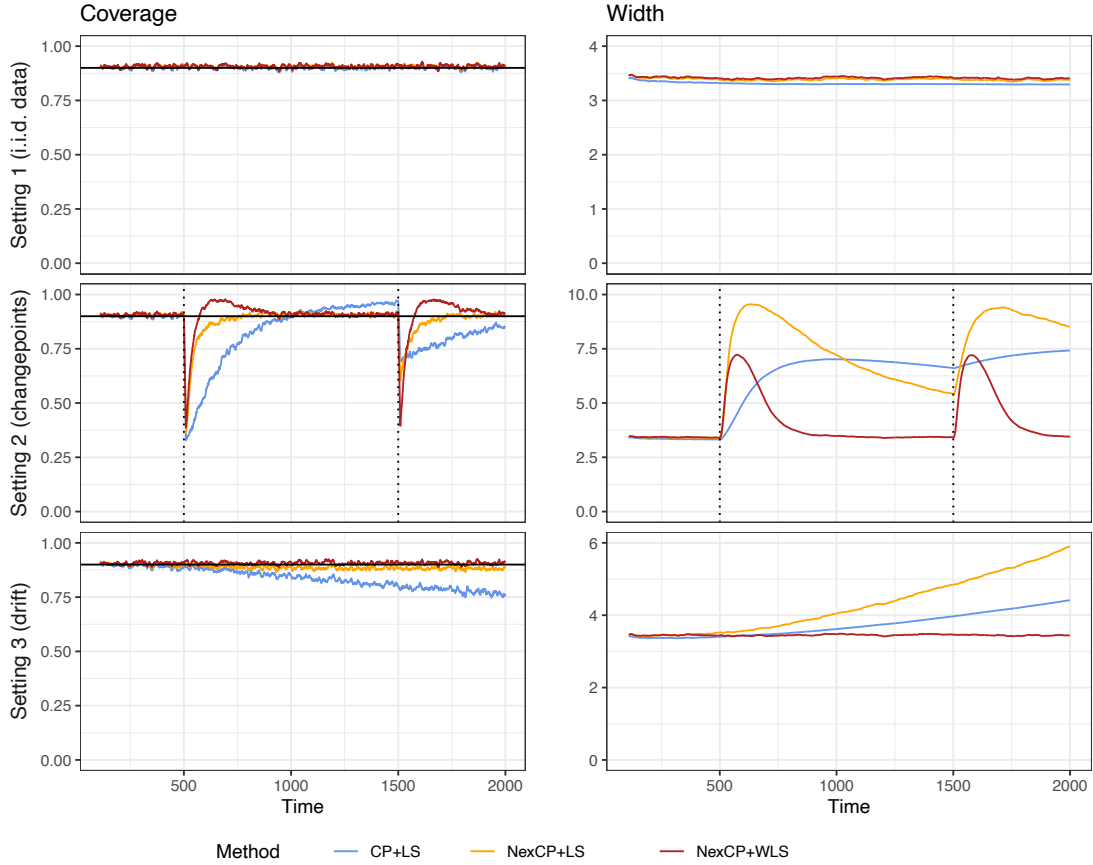 Coverage
Width
Setting 1 (i.i.d. data)
1.00
0.75
0.50
0.25
0.00
4
3
2
1
0
Setting 2 (changepoints)
1.00
0.75
0.50
0.25
0.00
10.0
7.5
5.0
2.5
0.0
Setting 3 (drift)
1.00
0.75
0.50
0.25
0.00
6
4
2
0
500 1000 1500 2000
500 1000 1500 2000
Time
Time
Method CP+LS NexCP+LS NexCP+WLS